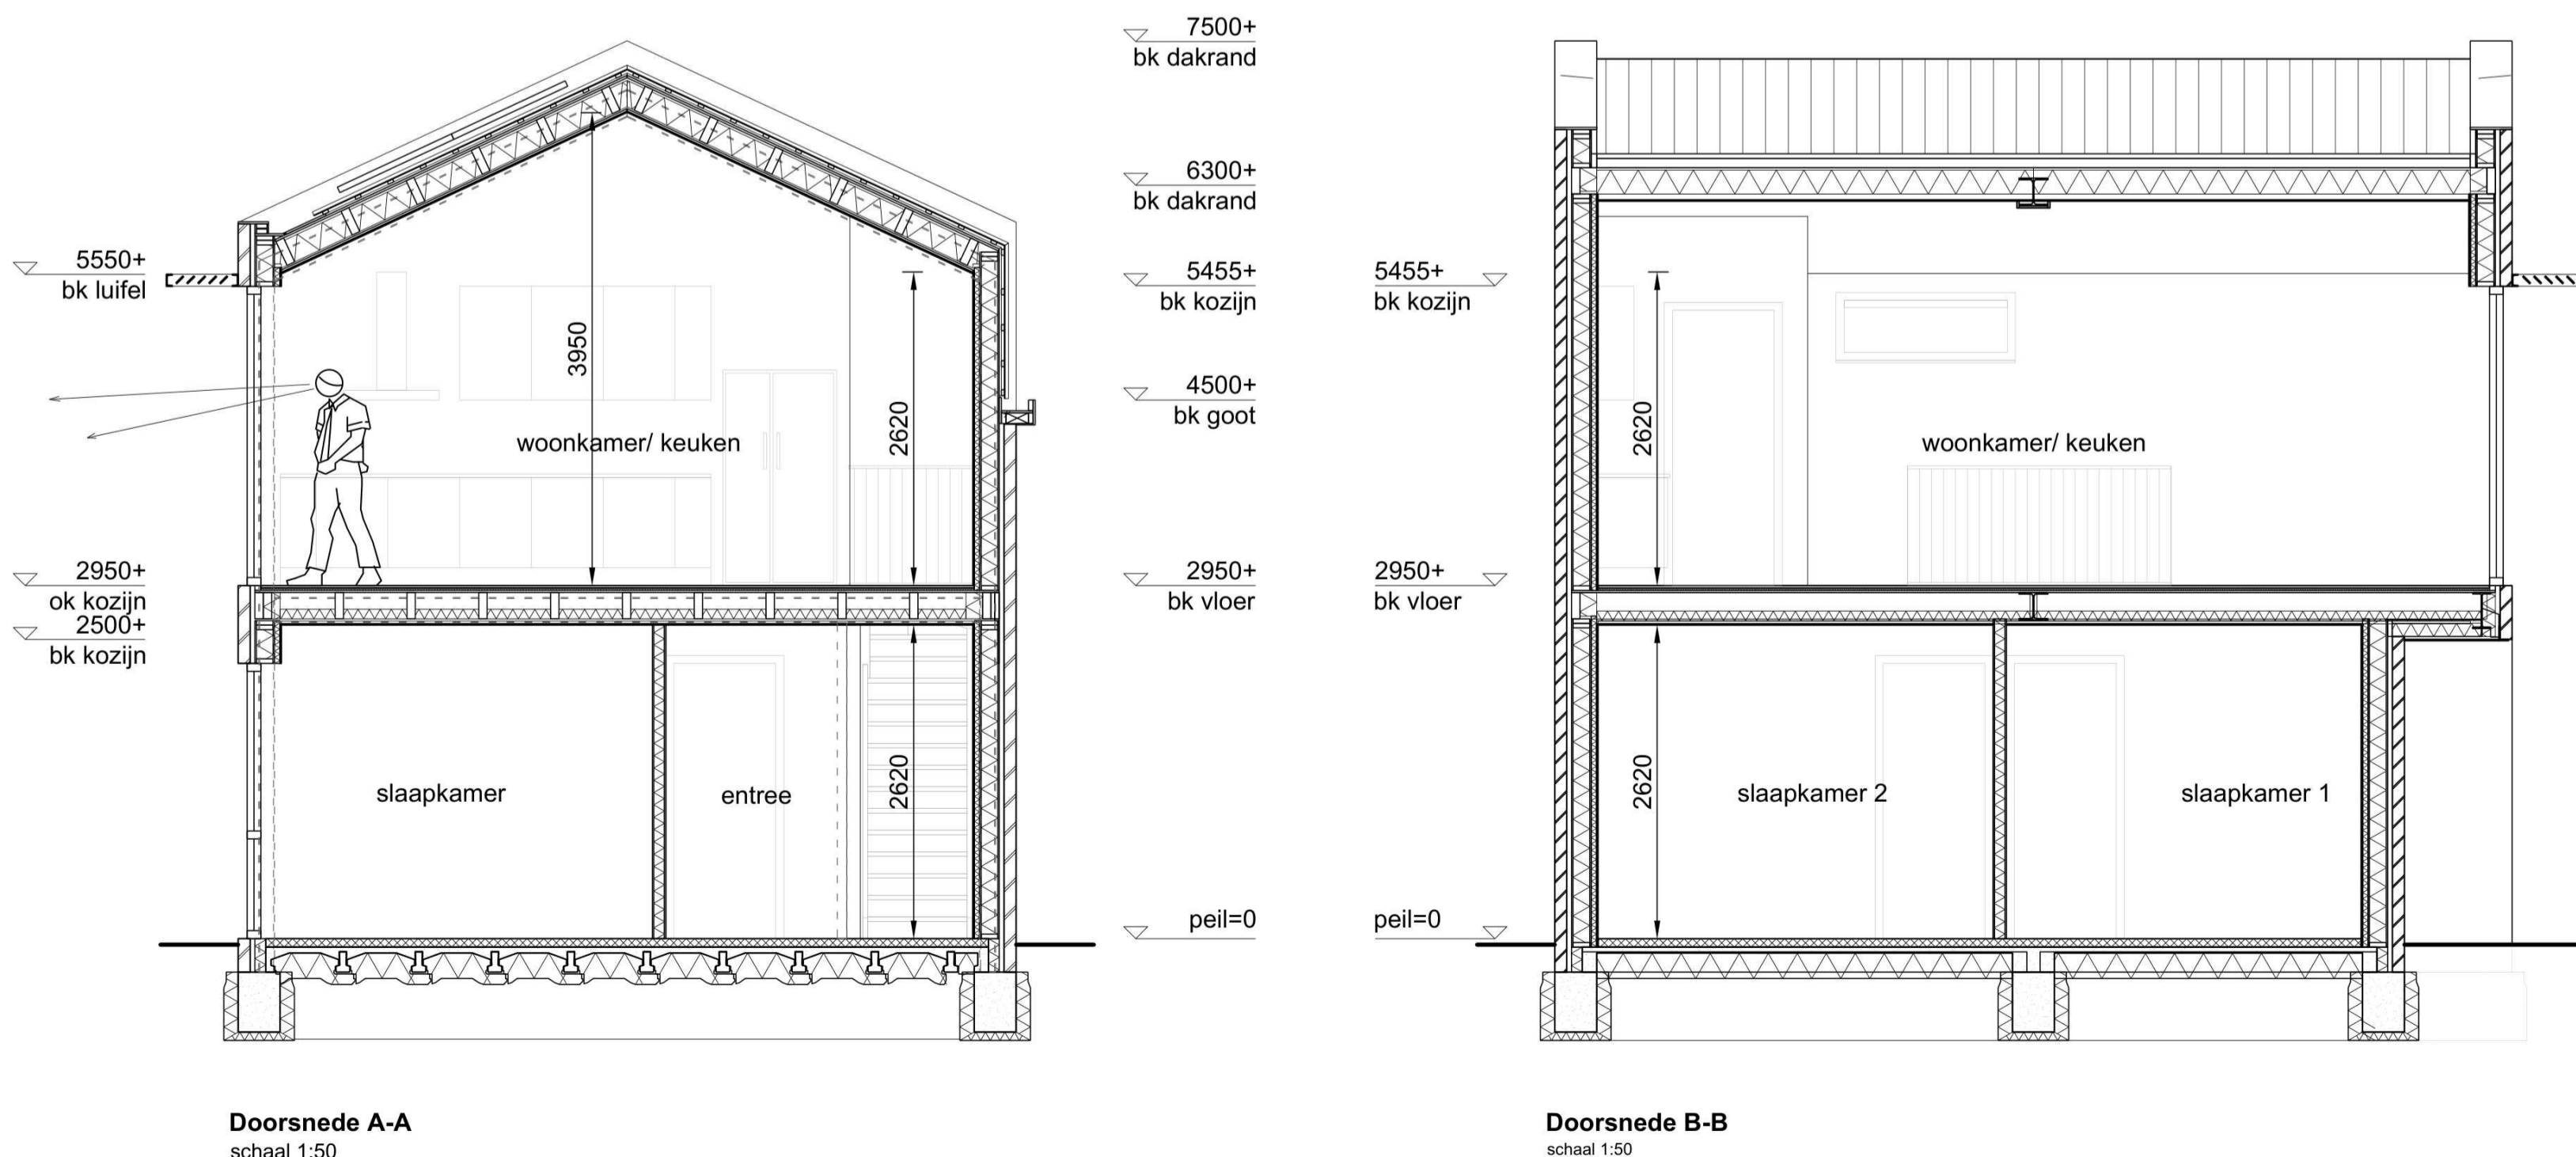 7500+
bk dakrand
6300+
bk dakrand
5550+
bk luifel
5455+
bk kozijn
5455+
bk kozijn
3950
4500+
bk goot
2620
2620
woonkamer/ keuken
woonkamer/ keuken
2950+
ok kozijn
2500+
bk kozijn
2950+
bk vloer
2950+
bk vloer
slaapkamer
entree
2620
2620
slaapkamer 2
slaapkamer 1
peil=0
peil=0
Doorsnede A-A
schaal 1:50
Doorsnede B-B
schaal 1:50